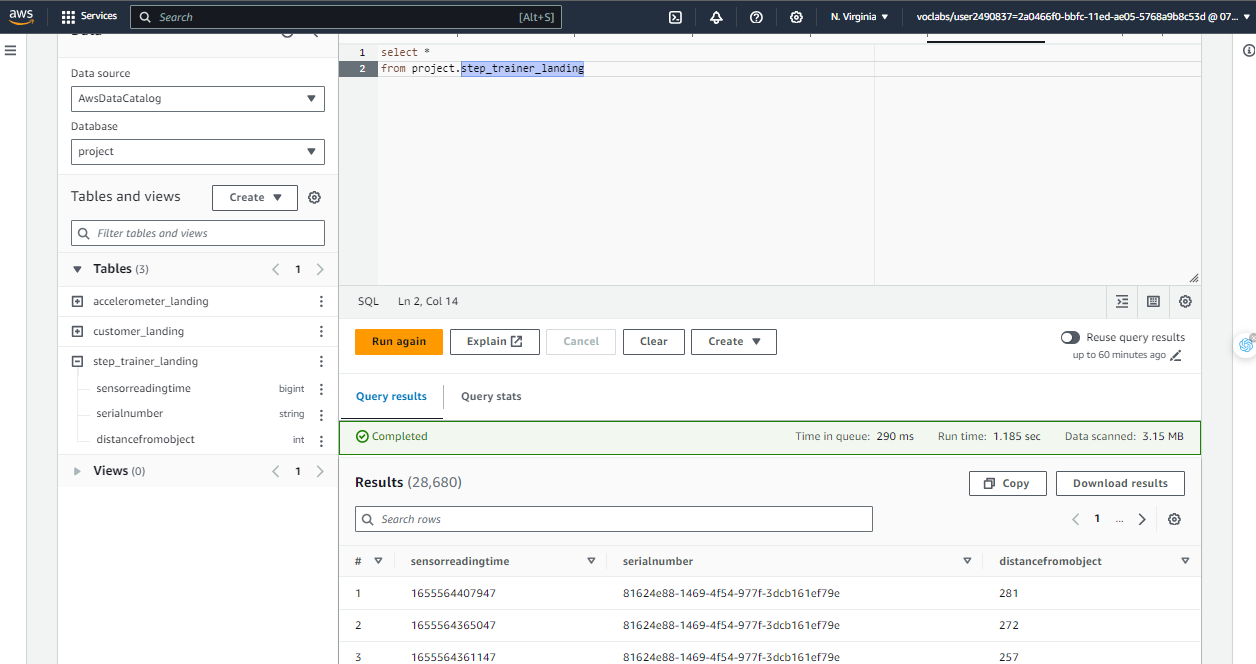 aws
Services
Search
[Alt+S]
N. Virginia
voclabs/user2490837=2a0466f0-bbfc-11ed-ae05-5768a9b8c53d @ 07...
Data
Data source
AwsDataCatalog
Database
project
Tables and views
Create
Filter tables and views
Tables (3)
1
accelerometer_landing
customer_landing
step_trainer_landing
sensorreadingtime bigint
serialnumber string
distancefromobject int
Views (0)
1
1 select *
2 from project.step_trainer_landing
SQL Ln 2, Col 14
Run again
Explain
Cancel
Clear
Create
Reuse query results
up to 60 minutes ago
Query results
Query stats
Completed
Time in queue: 290 ms
Run time: 1.185 sec
Data scanned: 3.15 MB
Results (28,680)
Copy
Download results
Search rows
1 ...
# sensorreadingtime serialnumber distancefromobject
1 1655564407947 81624e88-1469-4f54-977f-3dcb161ef79e 281
2 1655564365047 81624e88-1469-4f54-977f-3dcb161ef79e 272
3 1655564361147 81624e88-1469-4f54-977f-3dcb161ef79e 257